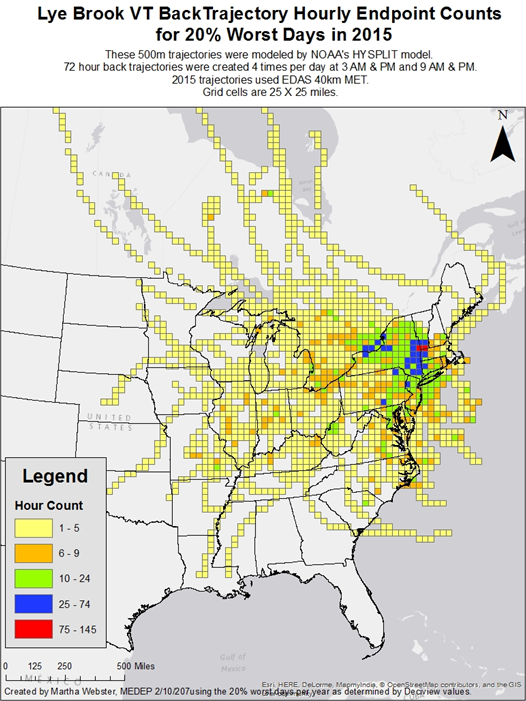 Lye Brook VT BackTrajectory Hourly Endpoint Counts
for 20% Worst Days in 2015
These 500m trajectories were modeled by NOAA's HYSPLIT model.
72 hour back trajectories were created 4 times per day at 3 AM & PM and 9 AM & PM.
2015 trajectories used EDAS 40km MET.
Grid cells are 25 X 25 miles.
N
CANADA
UNITED
STATES
Legend
Hour Count
1 - 5
6 - 9
10 - 24
25 - 74
75 - 145
0 125 250 500 Miles
Gulf of
Mexico
MEXICO
Esri, HERE, DeLorme, MapmyIndia, © OpenStreetMap contributors, and the GIS
Created by Martha Webster, MEDEP 2/10/207using the 20% worst days per year as determined by Decview values.